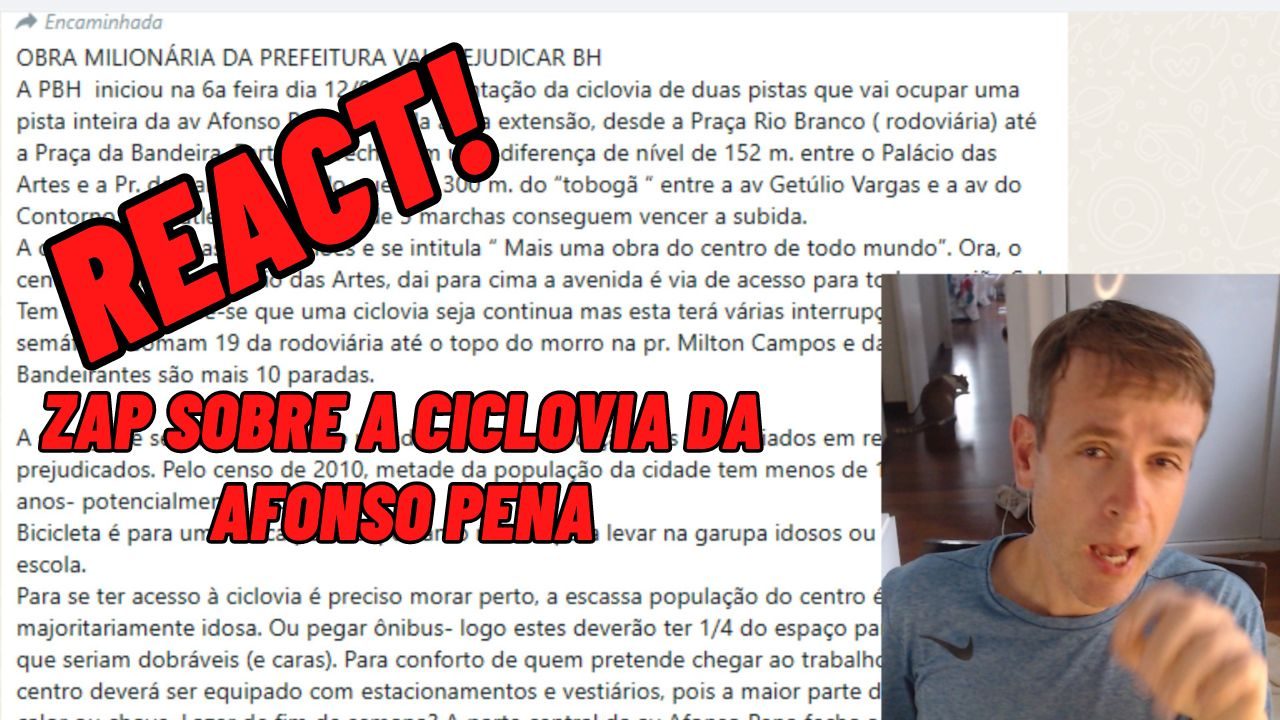 Encaminhada
OBRA MILIONÁRIA DA PREFEITURA VAI PREJUDICAR BH
A PBH iniciou na 6a feira dia ntação da ciclovia de duas pistas que vai ocupar uma
pista inteira da av Afonso extensão, desde a Praça Rio Branco ( rodoviária) até
a Praça da Bandeira diferença de nível de 152 m. entre o Palácio das
Artes e a Pr. 300 m. do “tobogã “ entre a av Getúlio Vargas e a av do
Contorno de 5 marchas conseguem vencer a subida.
A e se intitula “ Mais uma obra do centro de todo mundo”. Ora, o
das Artes, dai para cima a avenida é via de acesso para
Tem e-se que uma ciclovia seja continua mas esta terá várias
somam 19 da rodoviária até o topo do morro na pr. Milton Campos e
Bandeirantes são mais 10 paradas.
REACT!
A em
prejudicados. Pelo censo de 2010, metade da população da cidade tem menos de
anos-
Bicicleta é para levar na garupa idosos ou
escola.
ZAP SOBRE A CICLOVIA DA
AFONSO PENA
Para se ter acesso à ciclovia é preciso morar perto, a escassa população do centro é
majoritariamente idosa. Ou pegar ônibus- logo estes deverão ter 1/4 do espaço
que seriam dobráveis (e caras). Para conforto de quem pretende chegar ao trabalho
centro deverá ser equipado com estacionamentos e vestiários, pois a maior parte